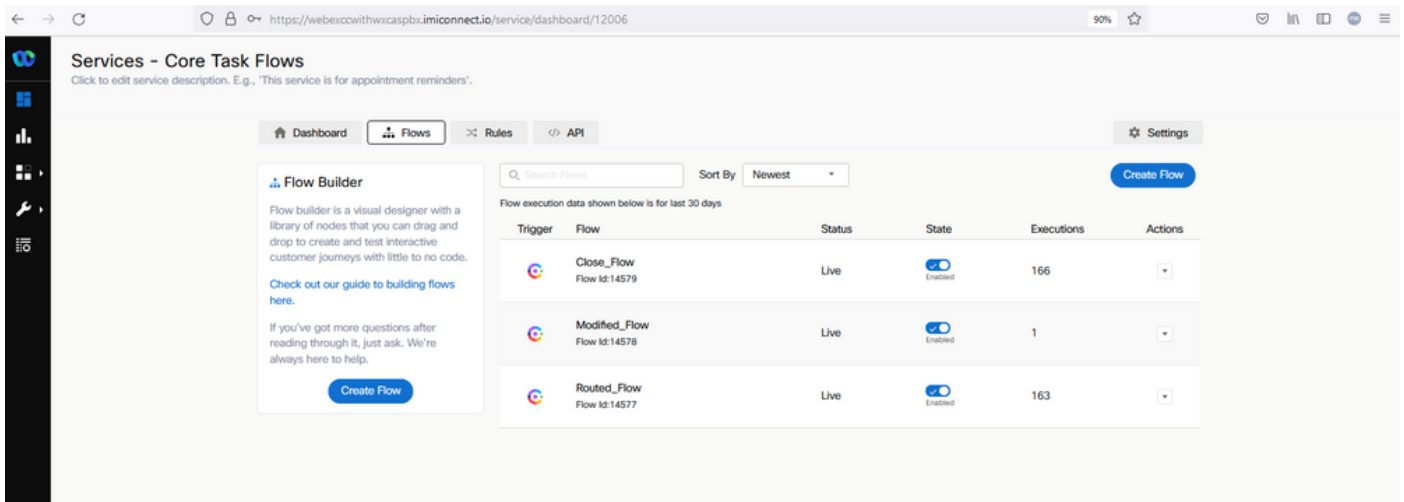 https://webexccwithwxcaspbx.imiconnect.io/service/dashboard/12006
90%
Services - Core Task Flows
Click to edit service description. E.g., 'This service is for appointment reminders'.
Dashboard
Flows
Rules
</> API
Settings
Flow Builder
Flow builder is a visual designer with a
library of nodes that you can drag and
drop to create and test interactive
customer journeys with little to no code.
Check out our guide to building flows
here.
If you've got more questions after
reading through it, just ask. We're
always here to help.
Create Flow
Search Flows
Sort By
Newest
Create Flow
Flow execution data shown below is for last 30 days
Trigger Flow Status State Executions Actions
Close_Flow
Flow Id:14579
Live
Enabled
166
Modified_Flow
Flow Id:14578
Live
Enabled
1
Routed_Flow
Flow Id:14577
Live
Enabled
163